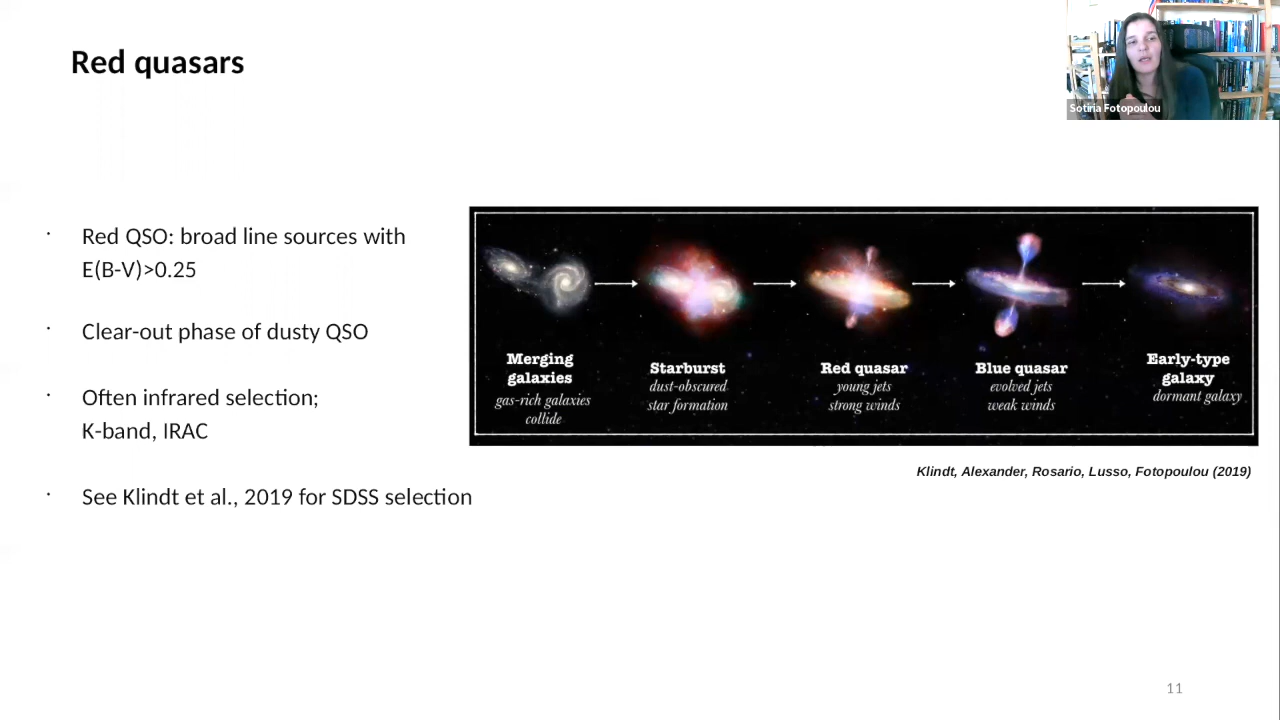 Red quasars
Sotiria Fotopoulou
· Red QSO: broad line sources with
E(B-V)>0.25
· Clear-out phase of dusty QSO
· Often infrared selection;
K-band, IRAC
· See Klindt et al., 2019 for SDSS selection
Merging
galaxies
gas-rich galaxies
collide
Starburst
dust-obscured
star formation
Red quasar
young jets
strong winds
Blue quasar
evolved jets
weak winds
Early-type
galaxy
dormant galaxy
Klindt, Alexander, Rosario, Lusso, Fotopoulou (2019)
11